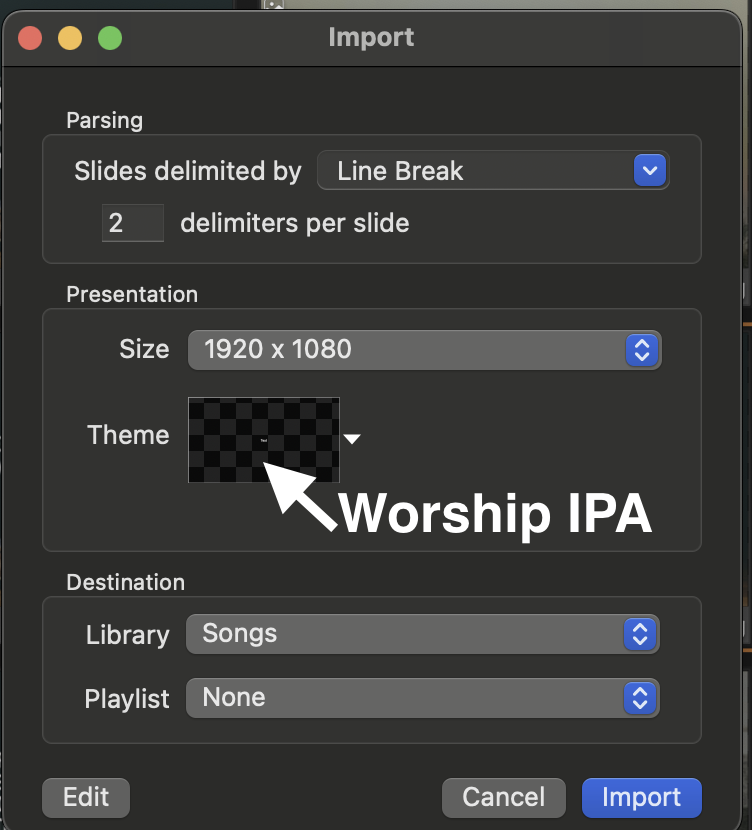 Import
Parsing
Slides delimited by Line Break
2 delimiters per slide
Presentation
Size 1920 x 1080
Theme
Worship IPA
Destination
Library Songs
Playlist None
Edit Cancel Import